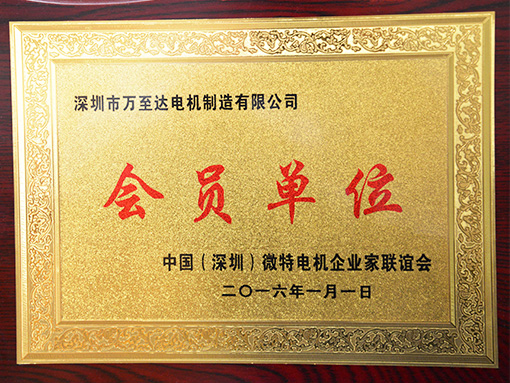 深圳市万至达电机制造有限公司
会员单位
中国（深圳）微特电机企业家联谊会
二〇一六年一月一日